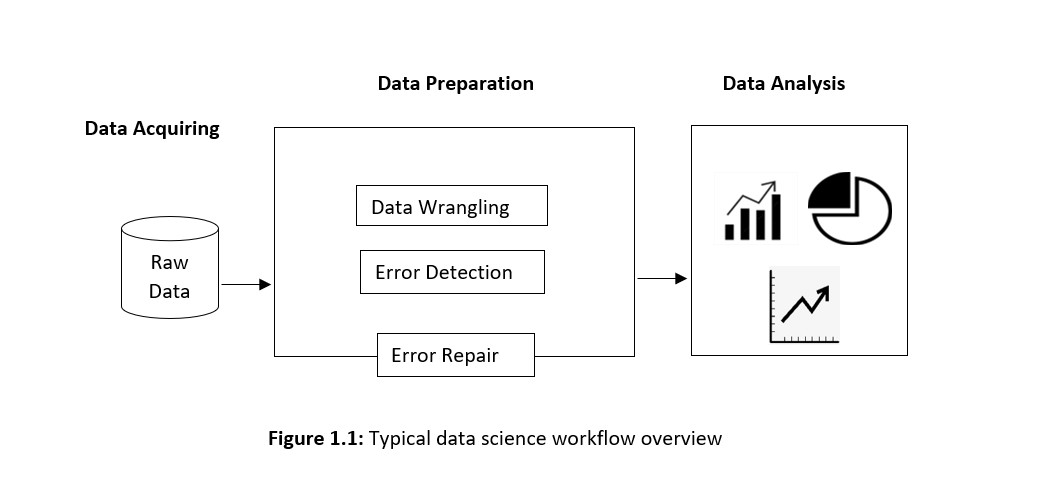 Data Preparation
Data Analysis
Data Acquiring
Data Wrangling
Raw
Data
Error Detection
Error Repair
Figure 1.1: Typical data science workflow overview